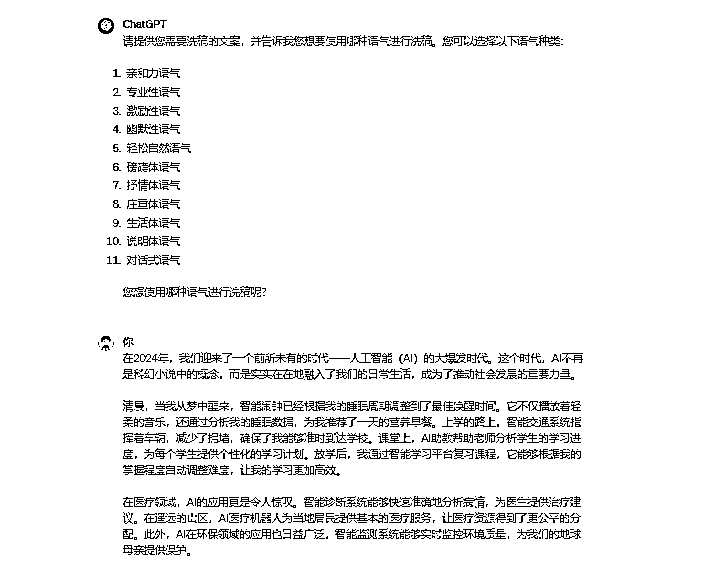 ChatGPT
请提供您需要洗稿的文案，并告诉我您想要使用哪种语气进行洗稿。您可以选择以下语气种类：
1. 亲和力语气
2. 专业性语气
3. 激励性语气
4. 幽默性语气
5. 轻松自然语气
6. 磅礴体语气
7. 抒情体语气
8. 庄重体语气
9. 生活体语气
10. 说明体语气
11. 对话式语气
您想使用哪种语气进行洗稿呢？
你
在2024年，我们迎来了一个前所未有的时代——人工智能（AI）的大爆发时代。这个时代，AI不再
是科幻小说中的概念，而是实实在在地融入了我们的日常生活，成为了推动社会发展的重要力量。
清晨，当我从梦中醒来，智能闹钟已经根据我的睡眠周期调整到了最佳唤醒时间。它不仅播放着轻
柔的音乐，还通过分析我的睡眠数据，为我推荐了一天的营养早餐。上学的路上，智能交通系统指
挥着车辆，减少了拥堵，确保了我能够准时到达学校。课堂上，AI助教帮助老师分析学生的学习进
度，为每个学生提供个性化的学习计划。放学后，我通过智能学习平台复习课程，它能够根据我的
掌握程度自动调整难度，让我的学习更加高效。
在医疗领域，AI的应用更是令人惊叹。智能诊断系统能够快速准确地分析病情，为医生提供治疗建
议。在遥远的山区，AI医疗机器人为当地居民提供基本的医疗服务，让医疗资源得到了更公平的分
配。此外，AI在环保领域的应用也日益广泛，智能监测系统能够实时监控环境质量，为我们的地球
母亲提供保护。